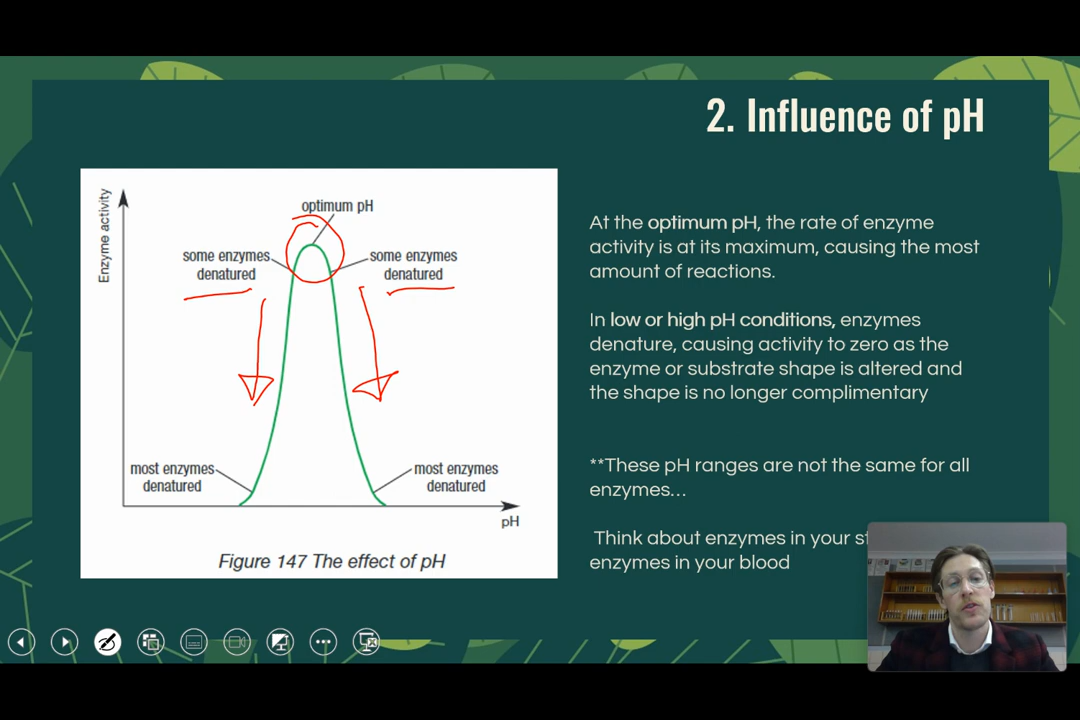 2. Influence of pH
Enzyme activity
optimum pH
some enzymes
denatured
some enzymes
denatured
most enzymes
denatured
most enzymes
denatured
pH
Figure 147 The effect of pH
At the optimum pH, the rate of enzyme
activity is at its maximum, causing the most
amount of reactions.
In low or high pH conditions, enzymes
denature, causing activity to zero as the
enzyme or substrate shape is altered and
the shape is no longer complimentary
**These pH ranges are not the same for all
enzymes...
Think about enzymes in your
enzymes in your blood